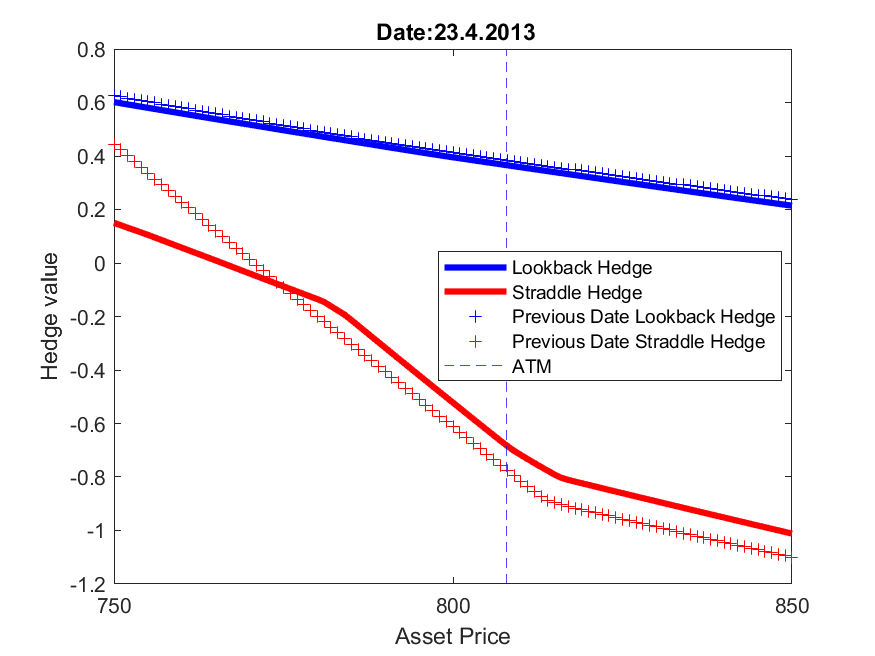 Date:23.4.2013
0.8
0.6
0.4
0.2
0
-0.2
-0.4
-0.6
-0.8
-1
-1.2
Hedge value
Lookback Hedge
Straddle Hedge
Previous Date Lookback Hedge
Previous Date Straddle Hedge
ATM
750
800
850
Asset Price